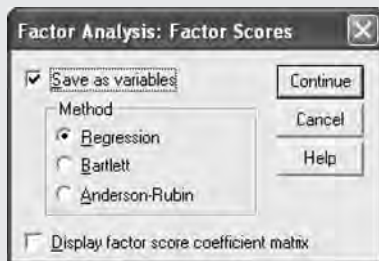 Factor Analysis: Factor Scores
Save as variables
Continue
Method
Cancel
Regression
Help
Bartlett
Anderson-Rubin
Display factor score coefficient matrix